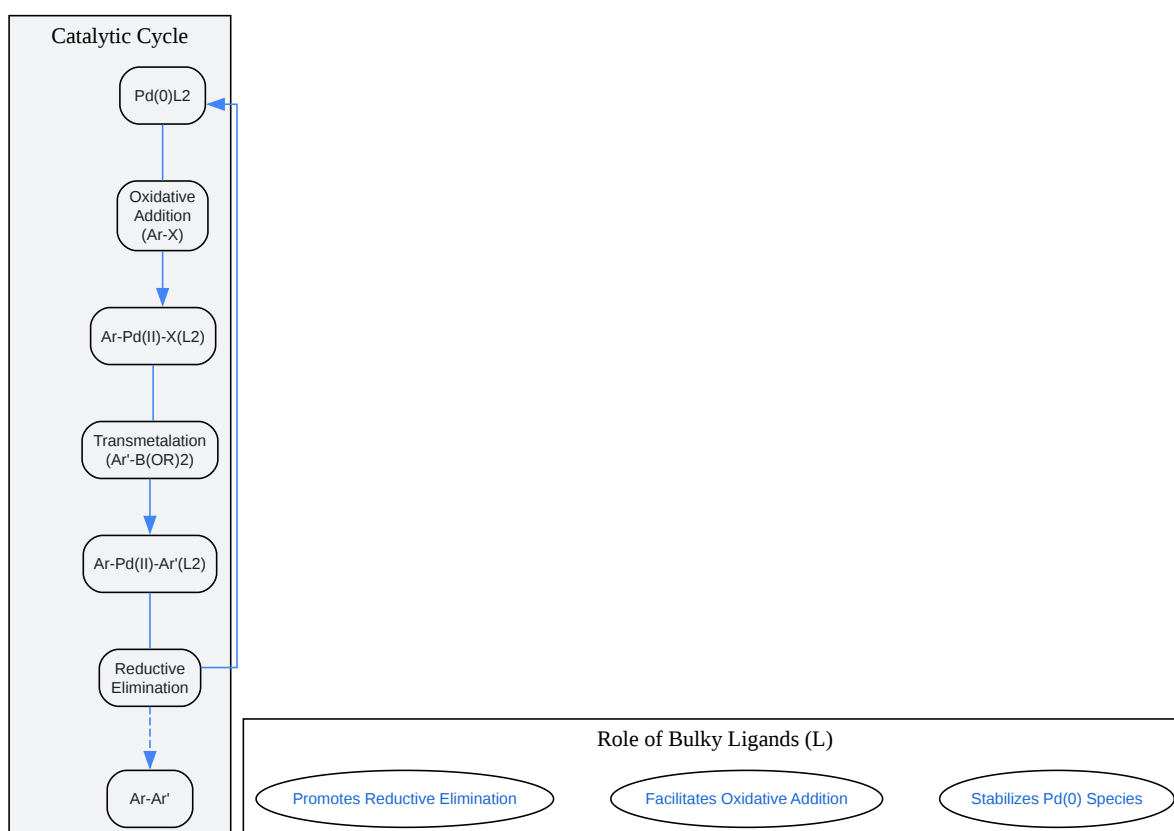 Catalytic Cycle
Pd(0)L2
Oxidative
Addition
(Ar-X)
Ar-Pd(II)-X(L2)
Transmetalation
(Ar'-B(OR)2)
Ar-Pd(II)-Ar'(L2)
Reductive
Elimination
Ar-Ar'
Role of Bulky Ligands (L)
Promotes Reductive Elimination
Facilitates Oxidative Addition
Stabilizes Pd(0) Species